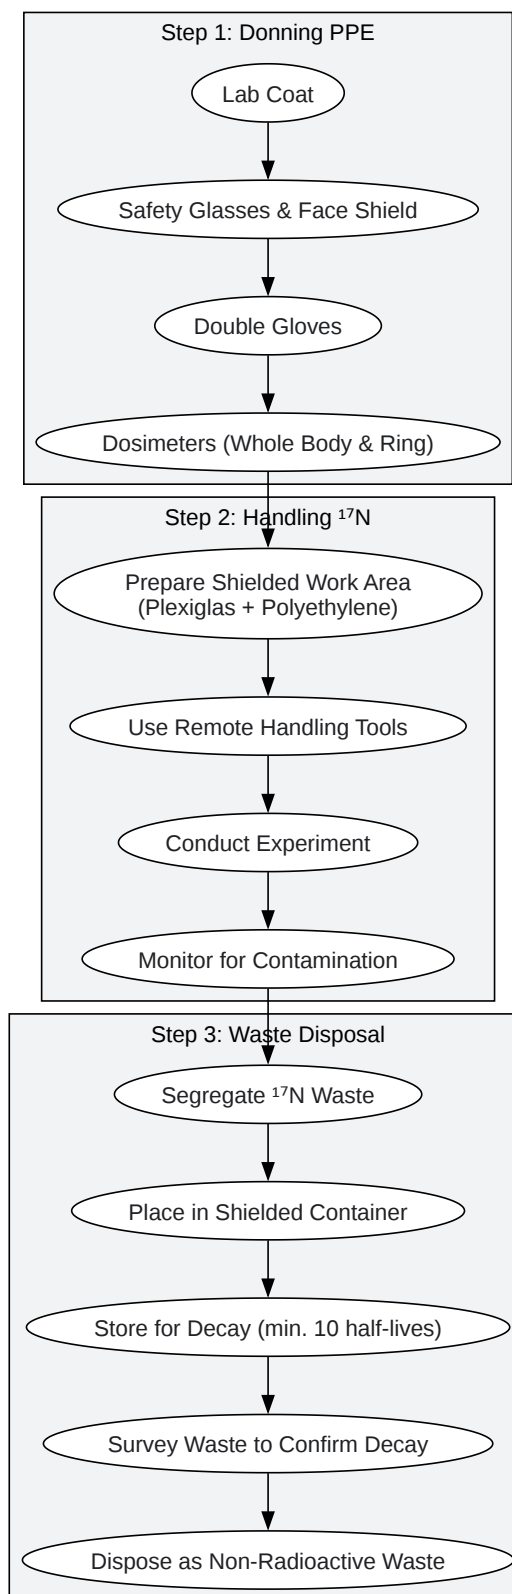 Step 1: Donning PPE
Lab Coat
Safety Glasses & Face Shield
Double Gloves
Dosimeters (Whole Body & Ring)
Step 2: Handling ¹⁷N
Prepare Shielded Work Area
(Plexiglas + Polyethylene)
Use Remote Handling Tools
Conduct Experiment
Monitor for Contamination
Step 3: Waste Disposal
Segregate ¹⁷N Waste
Place in Shielded Container
Store for Decay (min. 10 half-lives)
Survey Waste to Confirm Decay
Dispose as Non-Radioactive Waste